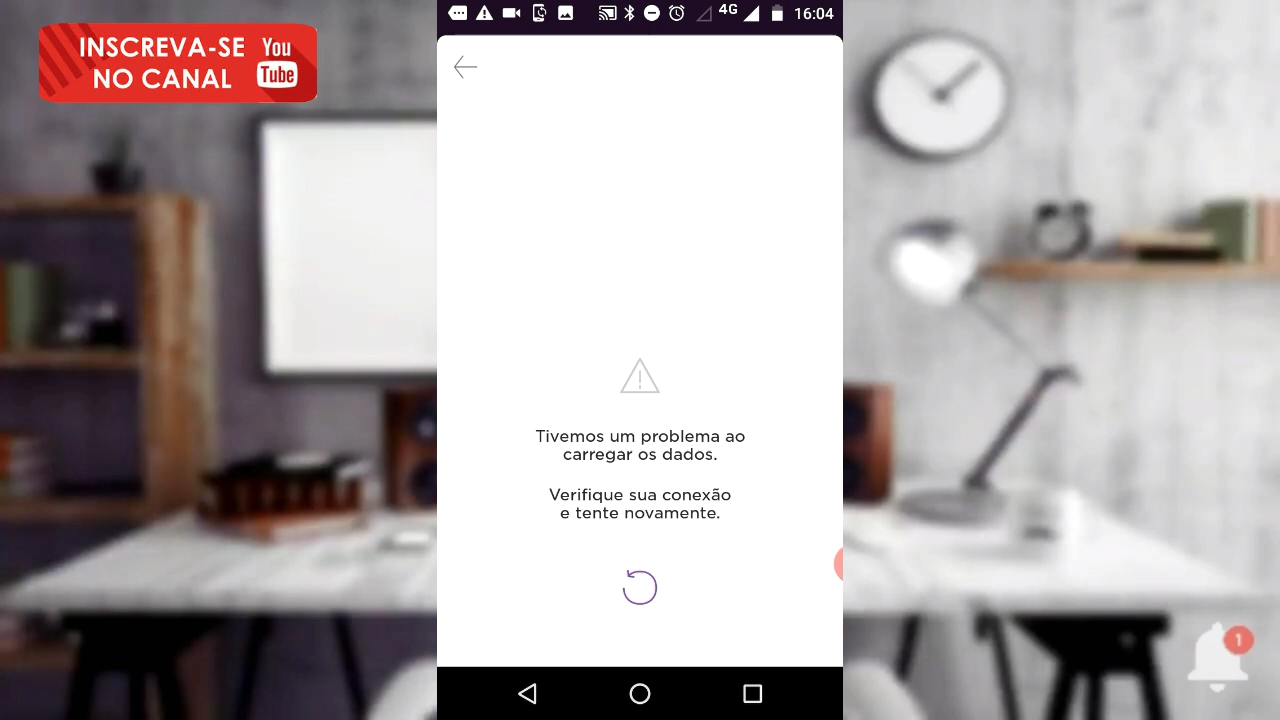 INSCREVA-SE
NO CANAL
You
Tube
4G
16:04
Tivemos um problema ao
carregar os dados.
Verifique sua conexão
e tente novamente.
1